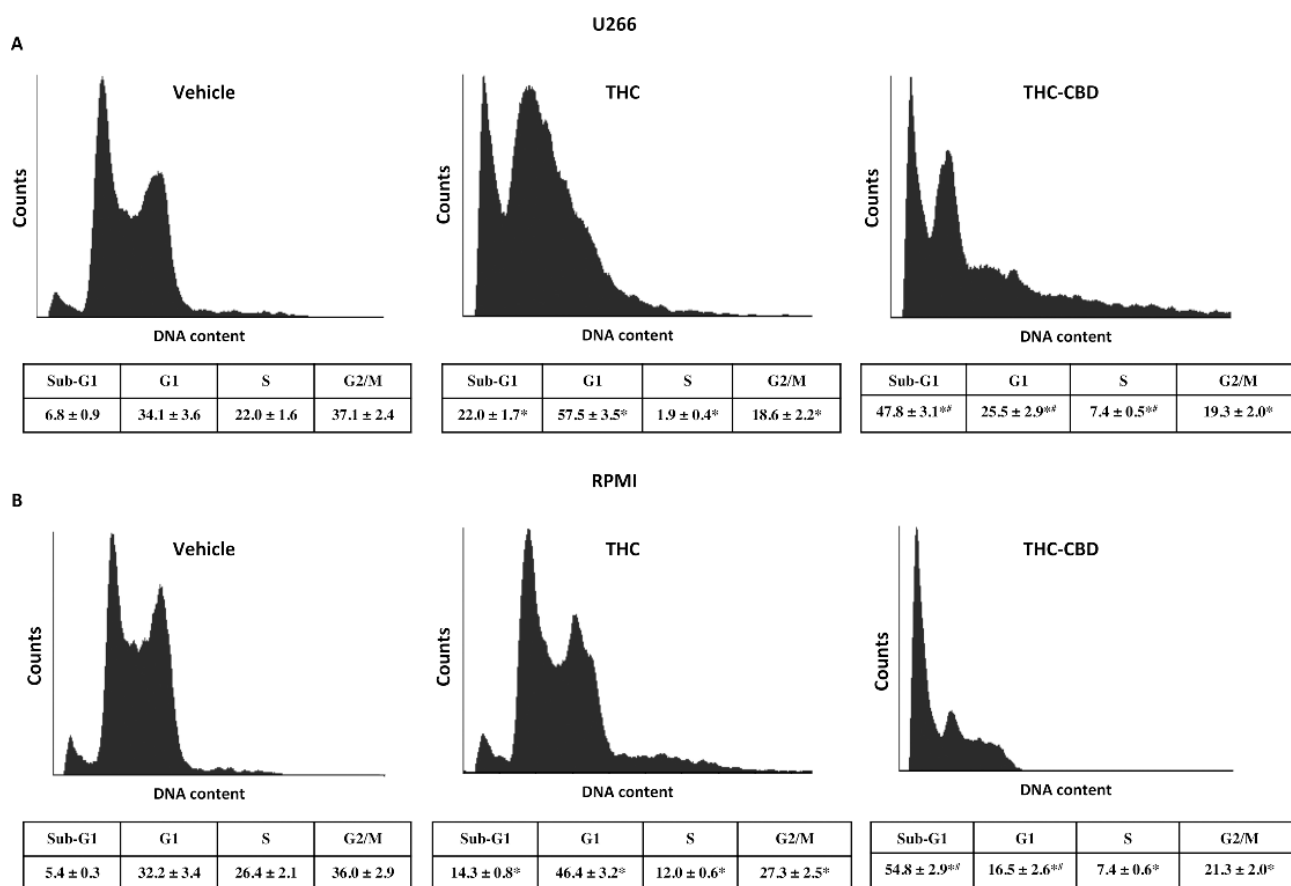 U266
A
Vehicle THC THC-CBD
Counts Counts Counts
DNA content DNA content DNA content
Sub-G1 G1 S G2/M Sub-G1 G1 S G2/M Sub-G1 G1 S G2/M
6.8 ± 0.9 34.1 ± 3.6 22.0 ± 1.6 37.1 ± 2.4 22.0 ± 1.7* 57.5 ± 3.5* 1.9 ± 0.4* 18.6 ± 2.2* 47.8 ± 3.1*# 25.5 ± 2.9*# 7.4 ± 0.5*# 19.3 ± 2.0*
RPMI
B
Vehicle THC THC-CBD
Counts Counts Counts
DNA content DNA content DNA content
Sub-G1 G1 S G2/M Sub-G1 G1 S G2/M Sub-G1 G1 S G2/M
5.4 ± 0.3 32.2 ± 3.4 26.4 ± 2.1 36.0 ± 2.9 14.3 ± 0.8* 46.4 ± 3.2* 12.0 ± 0.6* 27.3 ± 2.5* 54.8 ± 2.9*# 16.5 ± 2.6*# 7.4 ± 0.6* 21.3 ± 2.0*